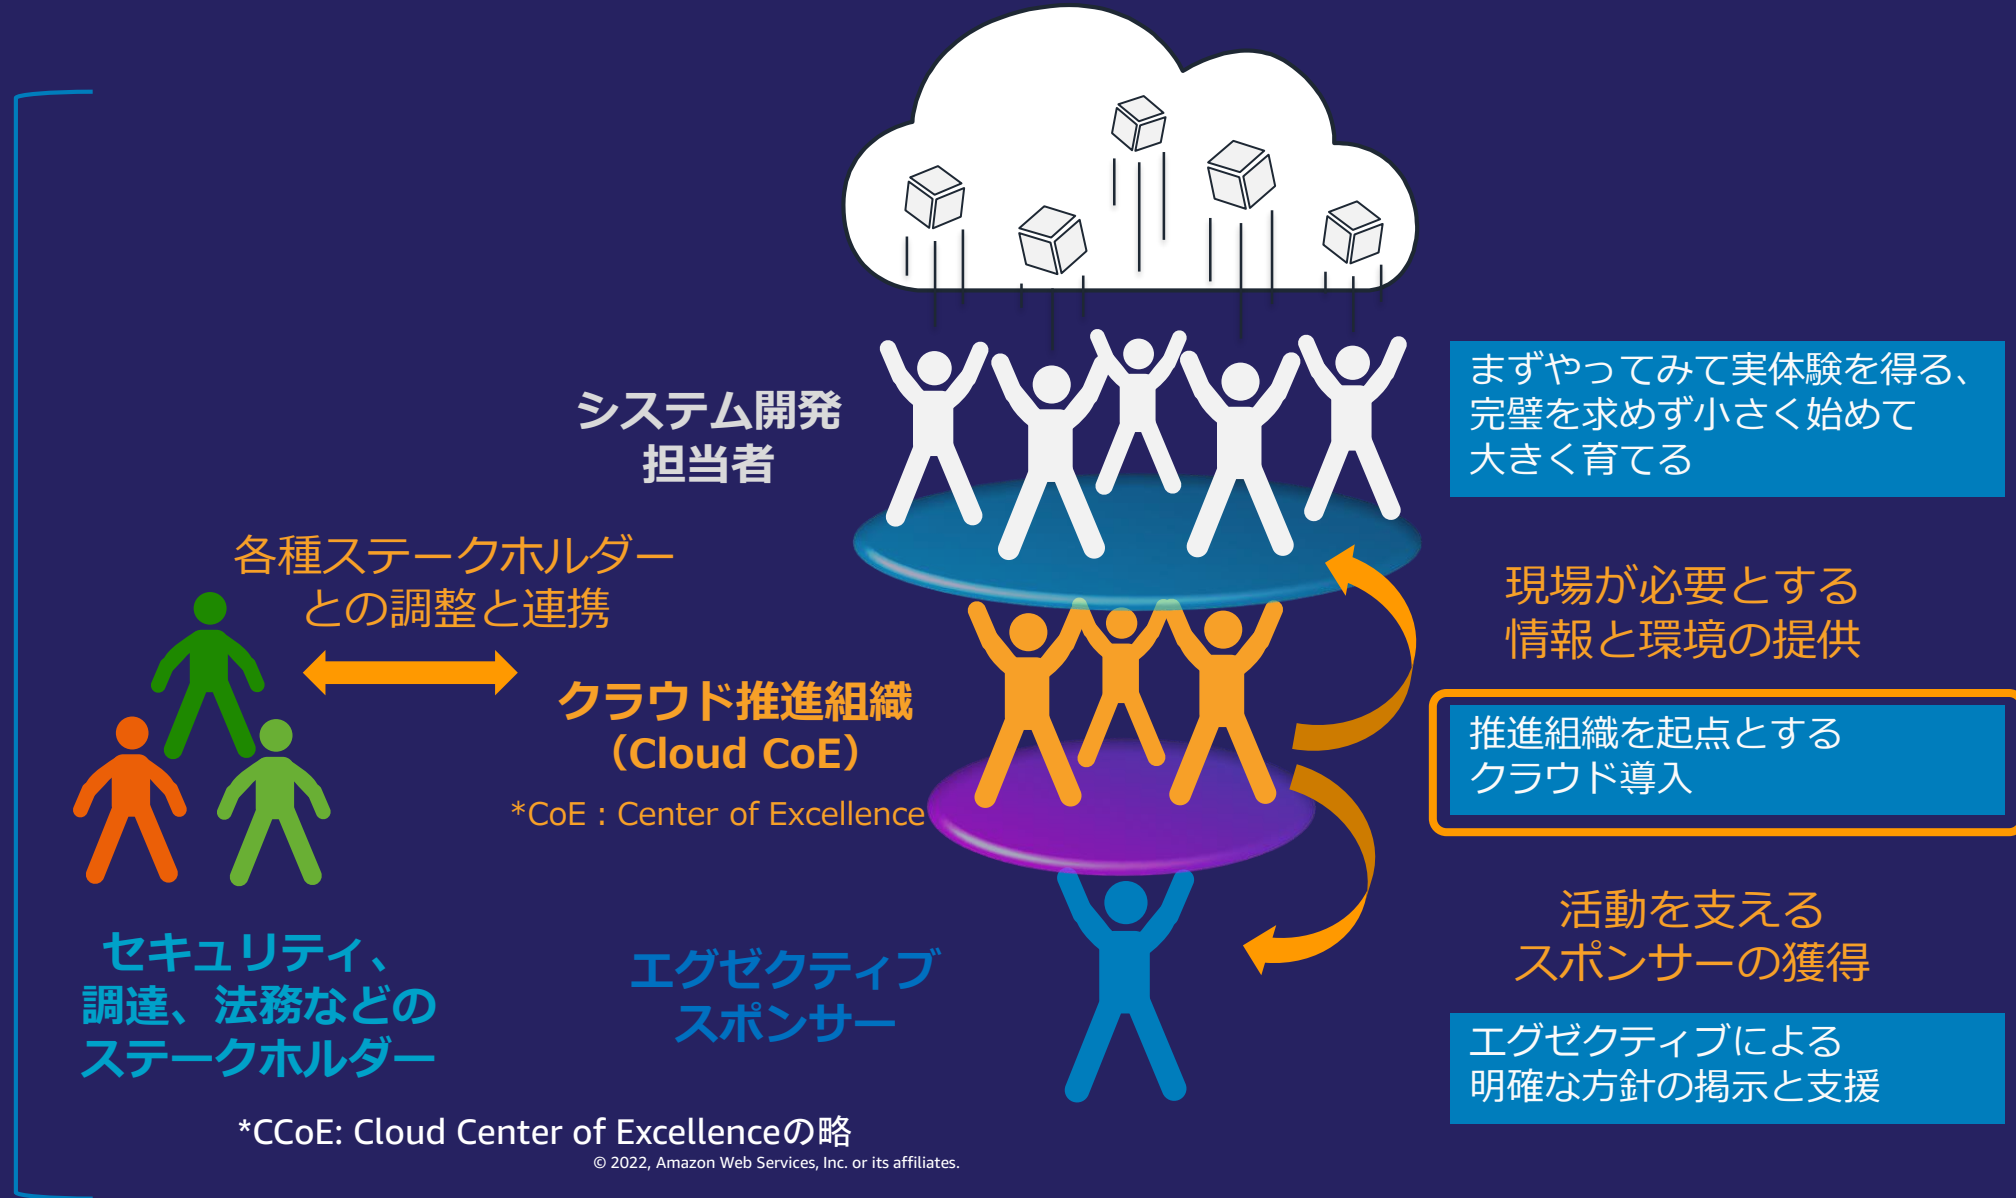 システム開発
担当者
まずやってみて実体験を得る、
完璧を求めず小さく始めて
大きく育てる
各種ステークホルダー
との調整と連携
現場が必要とする
情報と環境の提供
クラウド推進組織
（Cloud CoE）
*CoE : Center of Excellence
推進組織を起点とする
クラウド導入
活動を支える
スポンサーの獲得
セキュリティ、
調達、法務などの
ステークホルダー
エグゼクティブ
スポンサー
エグゼクティブによる
明確な方針の掲示と支援
*CCoE: Cloud Center of Excellenceの略
© 2022, Amazon Web Services, Inc. or its affiliates.